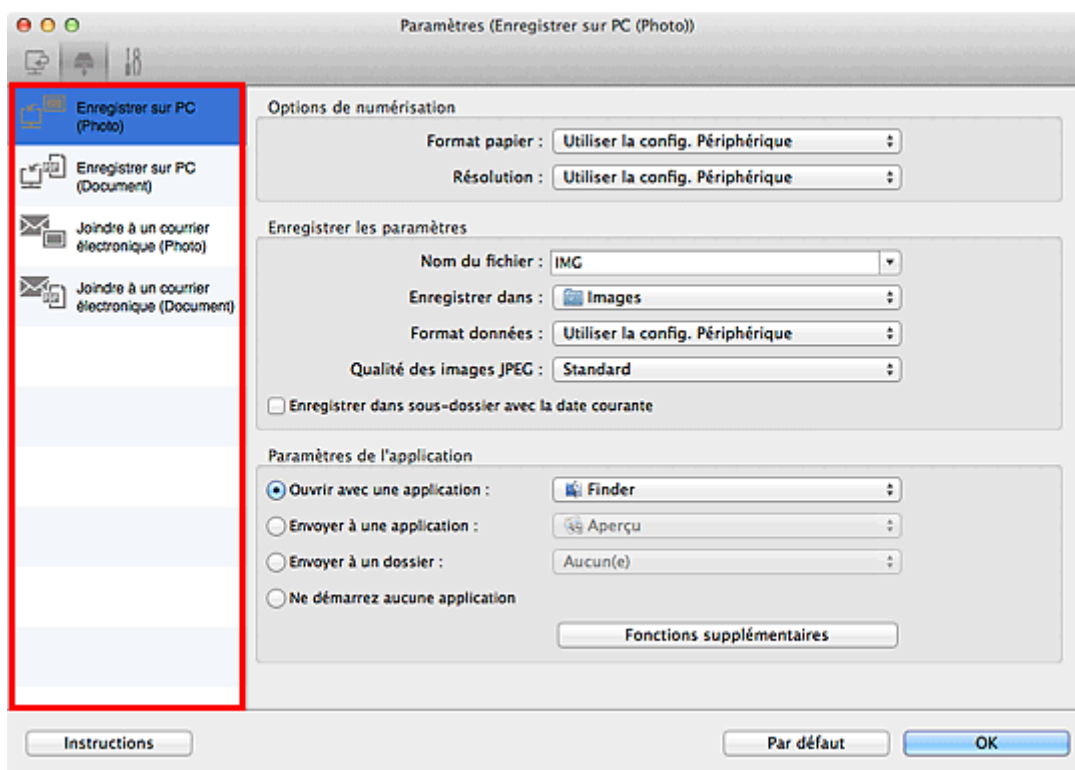 Paramètres (Enregistrer sur PC (Photo))
Enregistrer sur PC
(Photo)
Enregistrer sur PC
(Document)
Joindre à un courrier
électronique (Photo)
Joindre à un courrier
électronique (Document)
Options de numérisation
Format papier : Utiliser la config. Périphérique
Résolution : Utiliser la config. Périphérique
Enregistrer les paramètres
Nom du fichier : IMG
Enregistrer dans : Images
Format données : Utiliser la config. Périphérique
Qualité des images JPEG : Standard
Enregistrer dans sous-dossier avec la date courante
Paramètres de l'application
Ouvrir avec une application : Finder
Envoyer à une application : Aperçu
Envoyer à un dossier : Aucun(e)
Ne démarrez aucune application
Fonctions supplémentaires
Instructions
Par défaut
OK